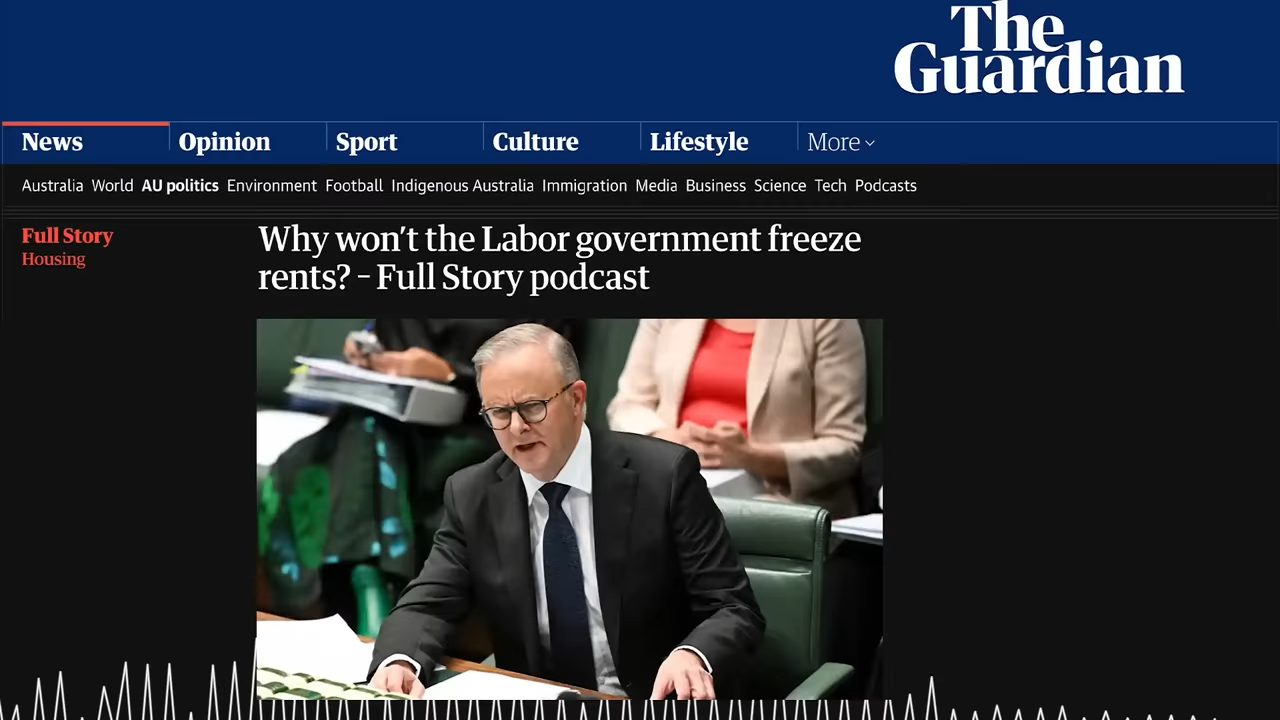 The
Guardian
News Opinion Sport Culture Lifestyle More
Australia World AU politics Environment Football Indigenous Australia Immigration Media Business Science Tech Podcasts
Full Story
Housing
Why won't the Labor government freeze
rents? – Full Story podcast